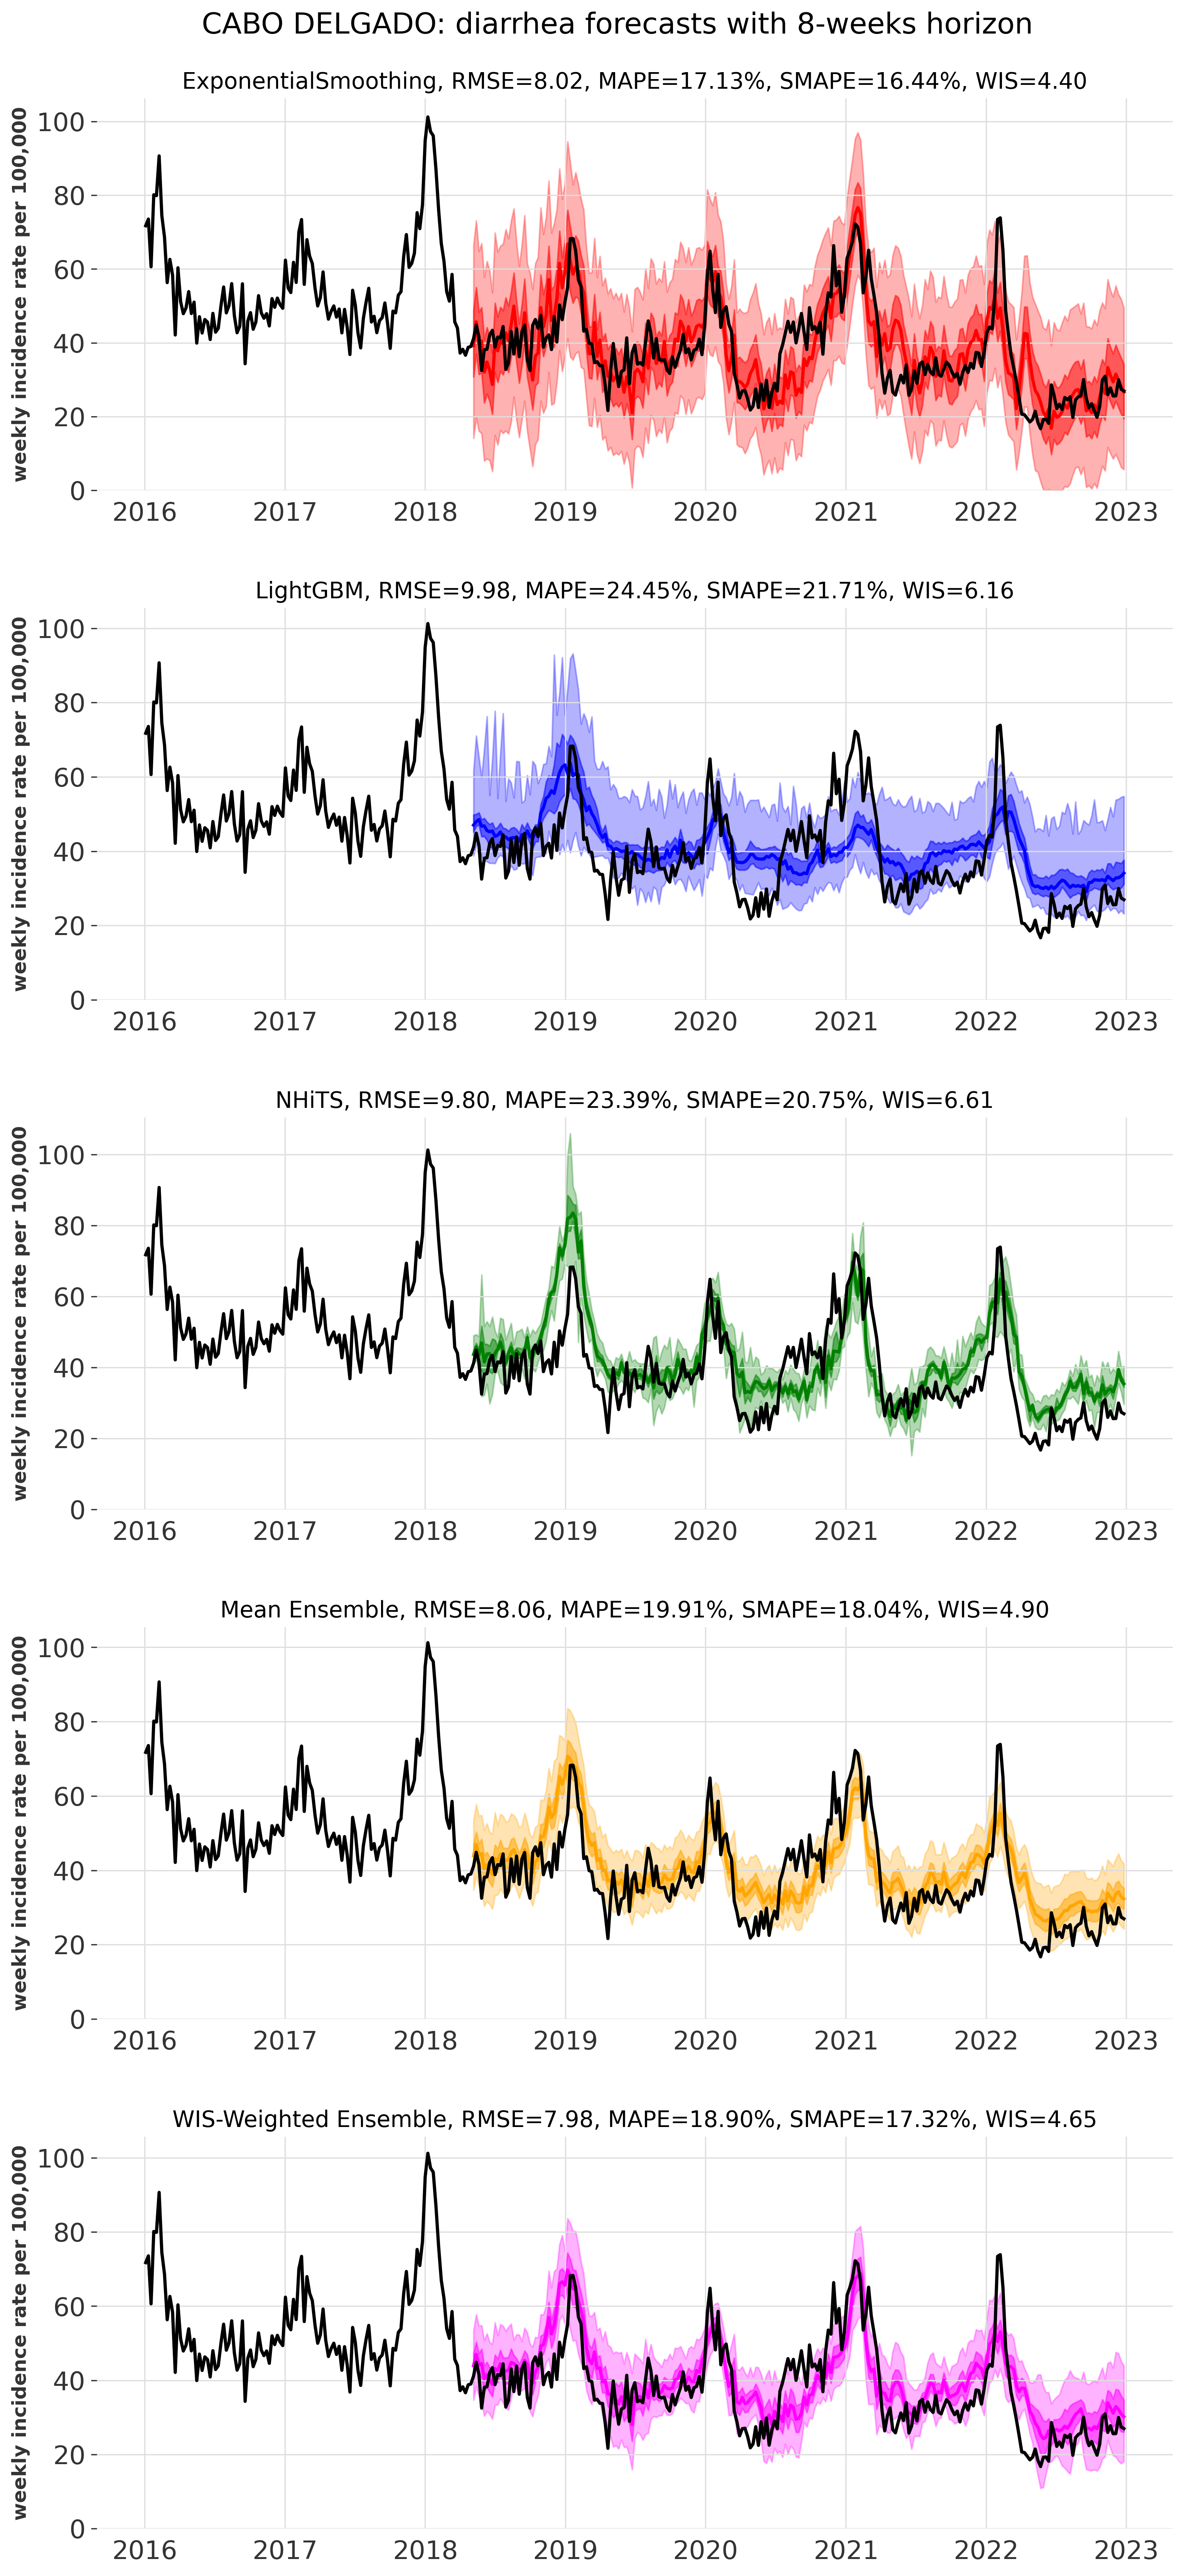 CABO DELGADO: diarrhea forecasts with 8-weeks horizon
ExponentialSmoothing, RMSE=8.02, MAPE=17.13%, SMAPE=16.44%, WIS=4.40
weekly incidence rate per 100,000
100
80
60
40
20
0
2016 2017 2018 2019 2020 2021 2022 2023
LightGBM, RMSE=9.98, MAPE=24.45%, SMAPE=21.71%, WIS=6.16
weekly incidence rate per 100,000
100
80
60
40
20
0
2016 2017 2018 2019 2020 2021 2022 2023
NHiTS, RMSE=9.80, MAPE=23.39%, SMAPE=20.75%, WIS=6.61
weekly incidence rate per 100,000
100
80
60
40
20
0
2016 2017 2018 2019 2020 2021 2022 2023
Mean Ensemble, RMSE=8.06, MAPE=19.91%, SMAPE=18.04%, WIS=4.90
weekly incidence rate per 100,000
100
80
60
40
20
0
2016 2017 2018 2019 2020 2021 2022 2023
WIS-Weighted Ensemble, RMSE=7.98, MAPE=18.90%, SMAPE=17.32%, WIS=4.65
weekly incidence rate per 100,000
100
80
60
40
20
0
2016 2017 2018 2019 2020 2021 2022 2023